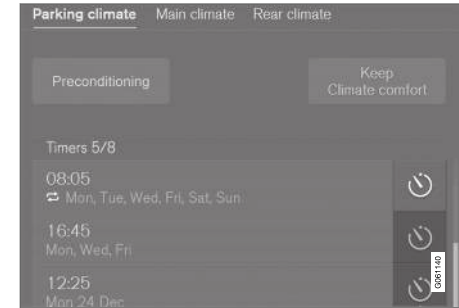 Parking climate Main climate Rear climate
Preconditioning
Keep
Climate comfort
Timers 5/8
08:05
Mon, Tue, Wed, Fri, Sat, Sun
16:45
Mon, Wed, Fri
12:25
Mon 24 Dec
G061140